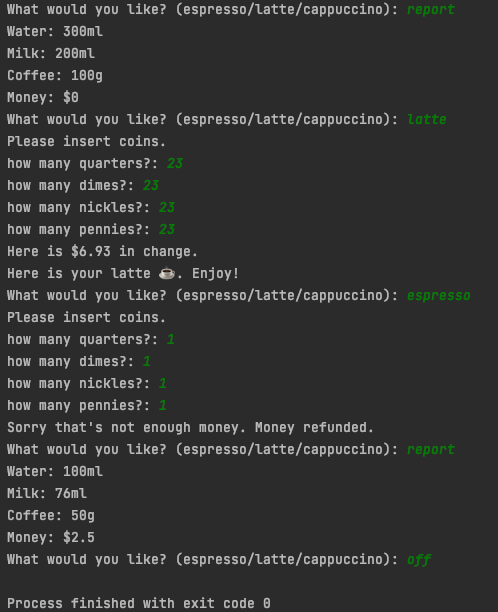 What would you like? (espresso/latte/cappuccino): report
Water: 300ml
Milk: 200ml
Coffee: 100g
Money: $0
What would you like? (espresso/latte/cappuccino): latte
Please insert coins.
how many quarters?: 23
how many dimes?: 23
how many nickles?: 23
how many pennies?: 23
Here is $6.93 in change.
Here is your latte ☕. Enjoy!
What would you like? (espresso/latte/cappuccino): espresso
Please insert coins.
how many quarters?: 1
how many dimes?: 1
how many nickles?: 1
how many pennies?: 1
Sorry that's not enough money. Money refunded.
What would you like? (espresso/latte/cappuccino): report
Water: 100ml
Milk: 76ml
Coffee: 50g
Money: $2.5
What would you like? (espresso/latte/cappuccino): off
Process finished with exit code 0